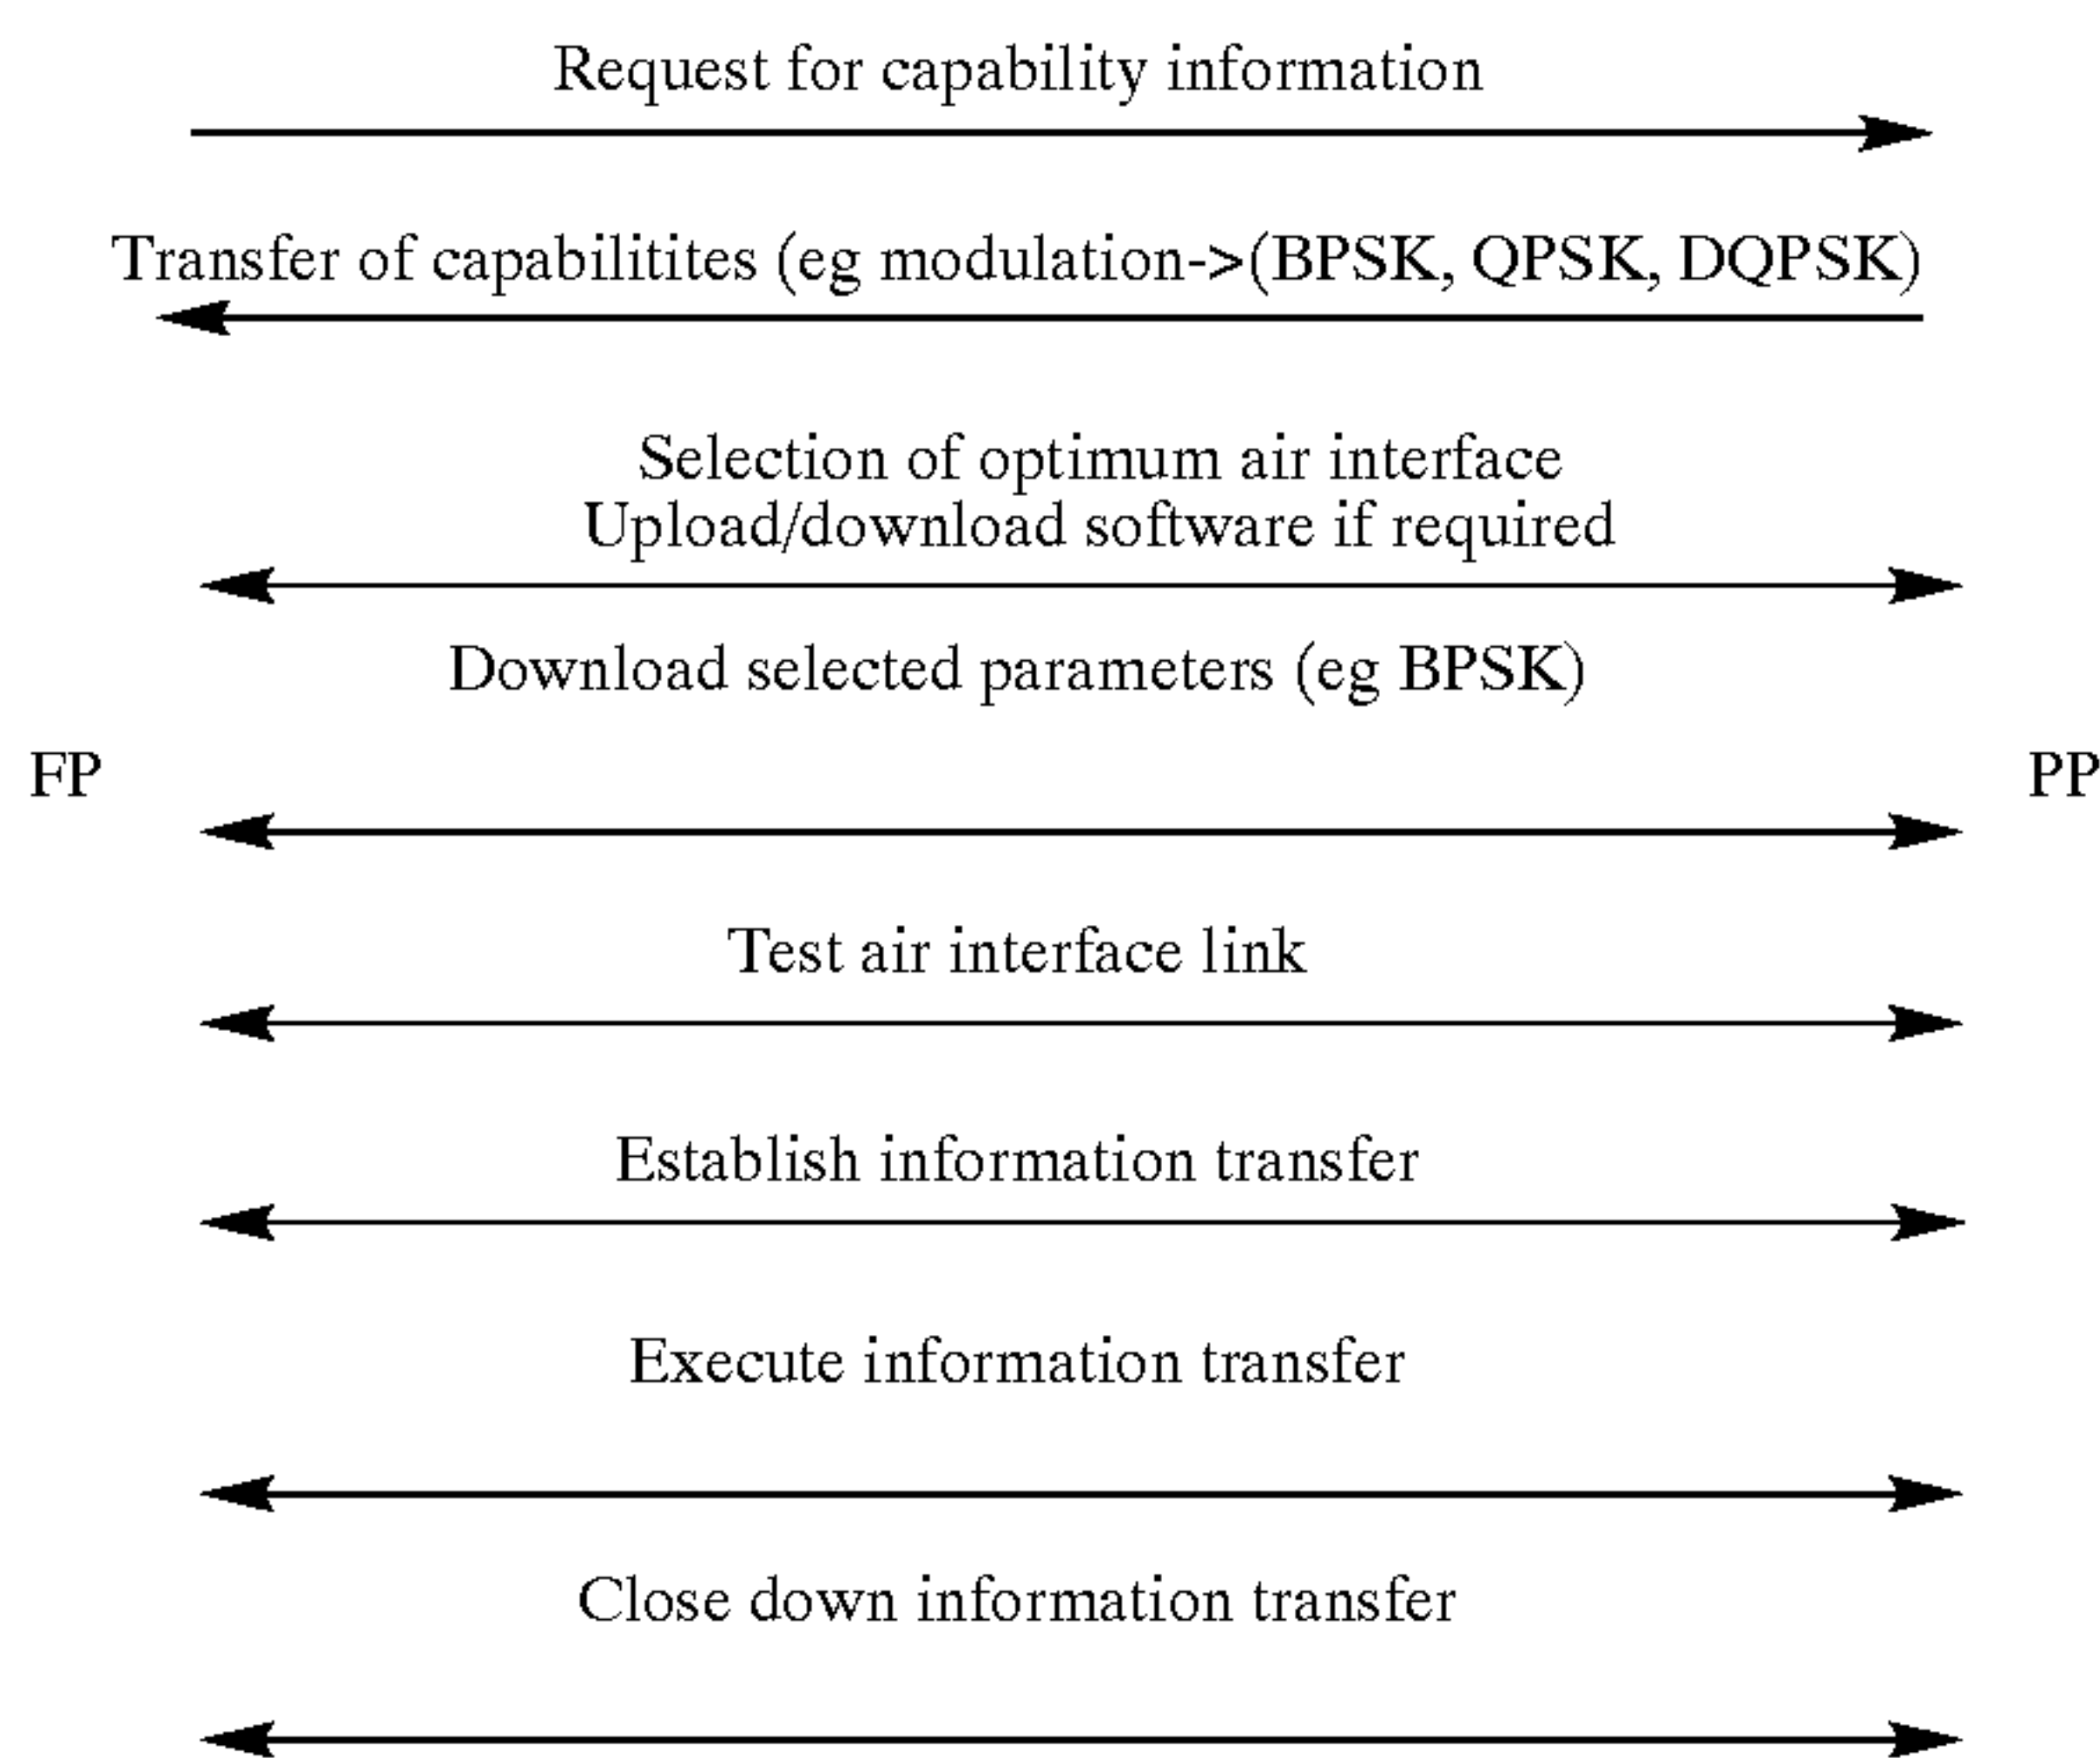 Request for capability information
Transfer of capabilitites (eg modulation->(BPSK, QPSK, DQPSK)
Selection of optimum air interface
Upload/download software if required
Download selected parameters (eg BPSK)
FP
PP
Test air interface link
Establish information transfer
Execute information transfer
Close down information transfer